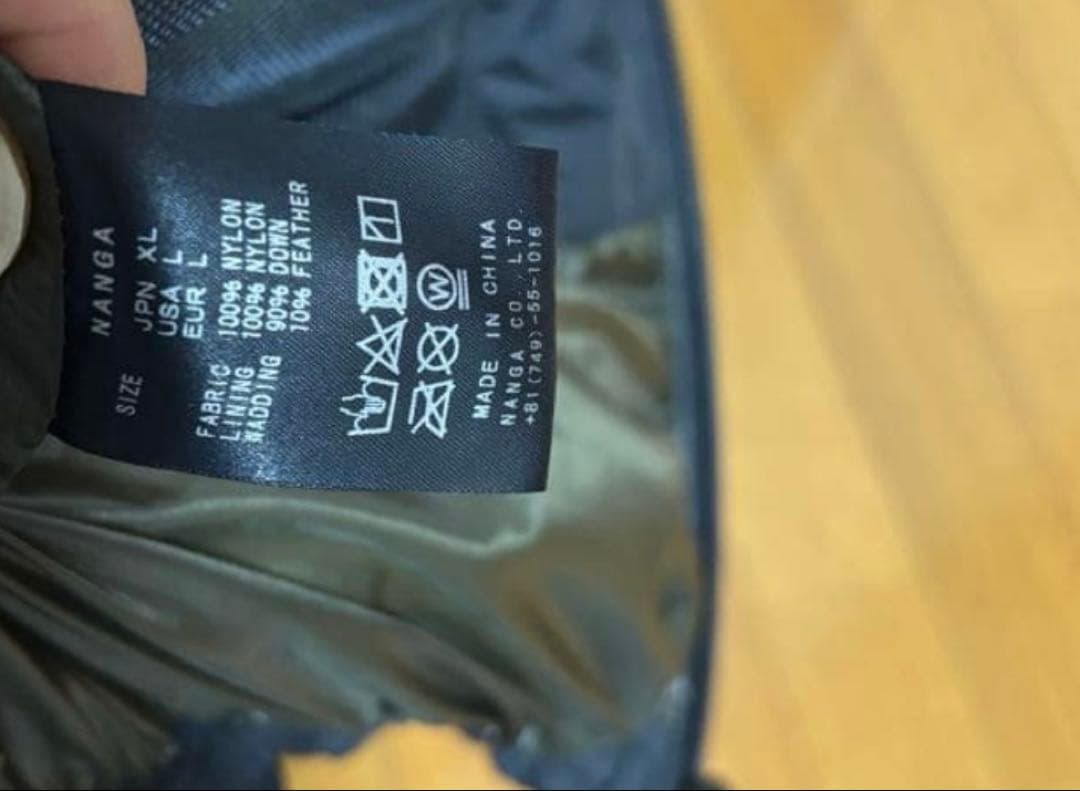 NANGA
SIZE JPN XL
USA L
EUR L
FABRIC 100% NYLON
LINING 100% NYLON
WADDING 90% DOWN
10% FEATHER
W
MADE IN CHINA
NANGA CO.,LTD.
+81(749)-55-1016